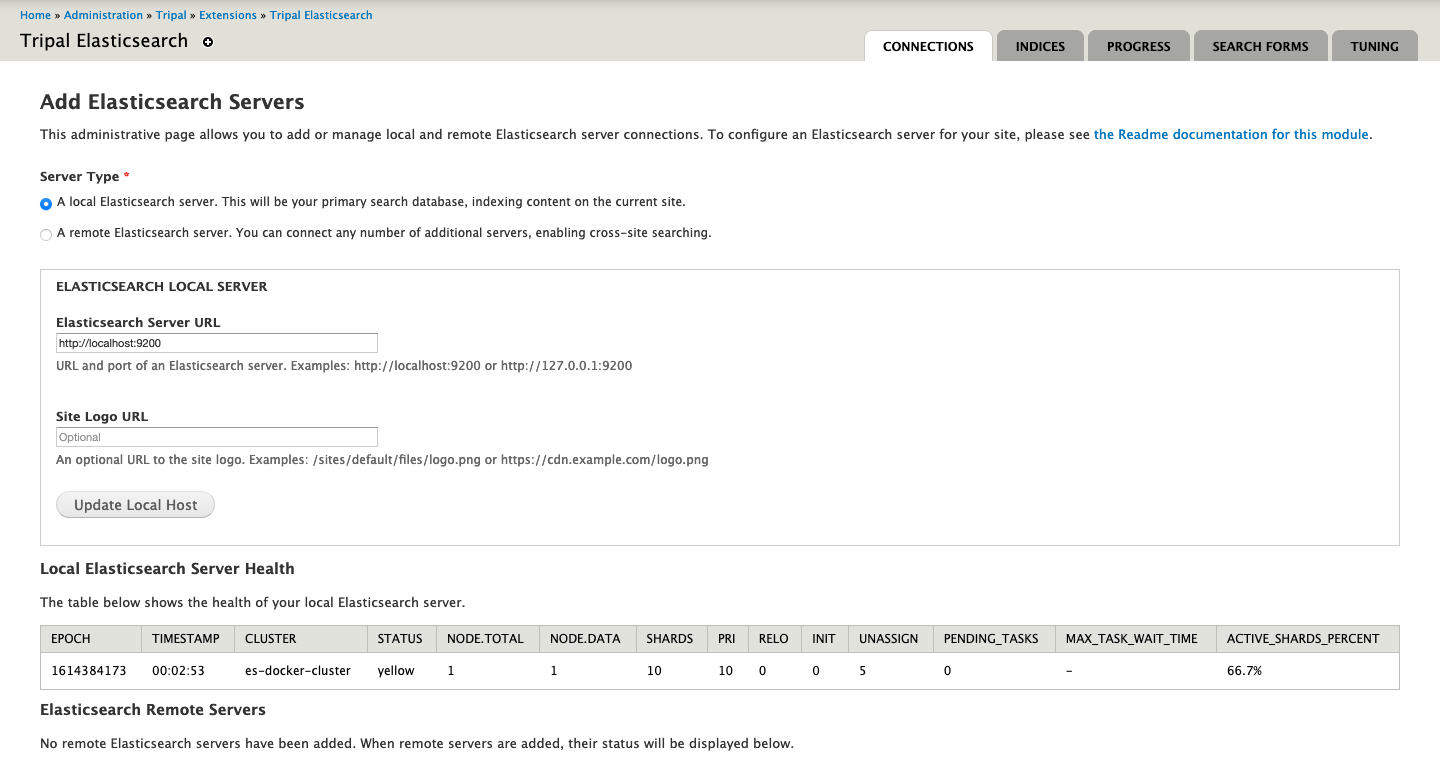 Home » Administration » Tripal » Extensions » Tripal Elasticsearch
Tripal Elasticsearch
CONNECTIONS INDICES PROGRESS SEARCH FORMS TUNING
Add Elasticsearch Servers
This administrative page allows you to add or manage local and remote Elasticsearch server connections. To configure an Elasticsearch server for your site, please see the Readme documentation for this module.
Server Type *
A local Elasticsearch server. This will be your primary search database, indexing content on the current site.
A remote Elasticsearch server. You can connect any number of additional servers, enabling cross-site searching.
ELASTICSEARCH LOCAL SERVER
Elasticsearch Server URL
http://localhost:9200
URL and port of an Elasticsearch server. Examples: http://localhost:9200 or http://127.0.0.1:9200
Site Logo URL
Optional
An optional URL to the site logo. Examples: /sites/default/files/logo.png or https://cdn.example.com/logo.png
Update Local Host
Local Elasticsearch Server Health
The table below shows the health of your local Elasticsearch server.
EPOCH TIMESTAMP CLUSTER STATUS NODE.TOTAL NODE.DATA SHARDS PRI RELO INIT UNASSIGN PENDING_TASKS MAX_TASK_WAIT_TIME ACTIVE_SHARDS_PERCENT
1614384173 00:02:53 es-docker-cluster yellow 1 1 10 10 0 0 5 0 - 66.7%
Elasticsearch Remote Servers
No remote Elasticsearch servers have been added. When remote servers are added, their status will be displayed below.